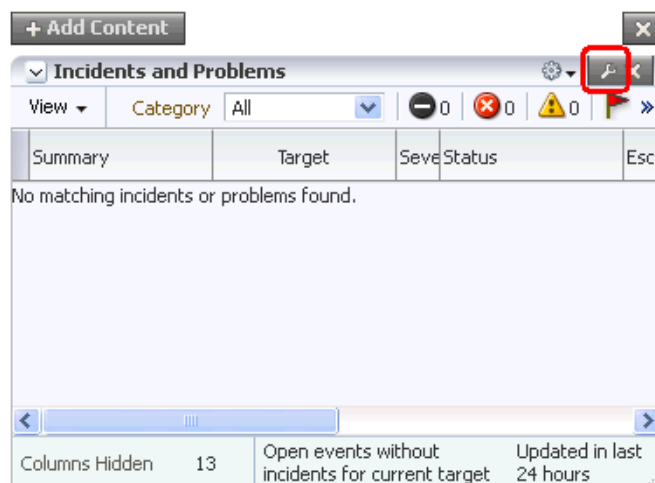 + Add Content
Incidents and Problems
View Category All 0 0 0
Summary Target Seve Status Esc
No matching incidents or problems found.
Columns Hidden 13 Open events without Updated in last
incidents for current target 24 hours